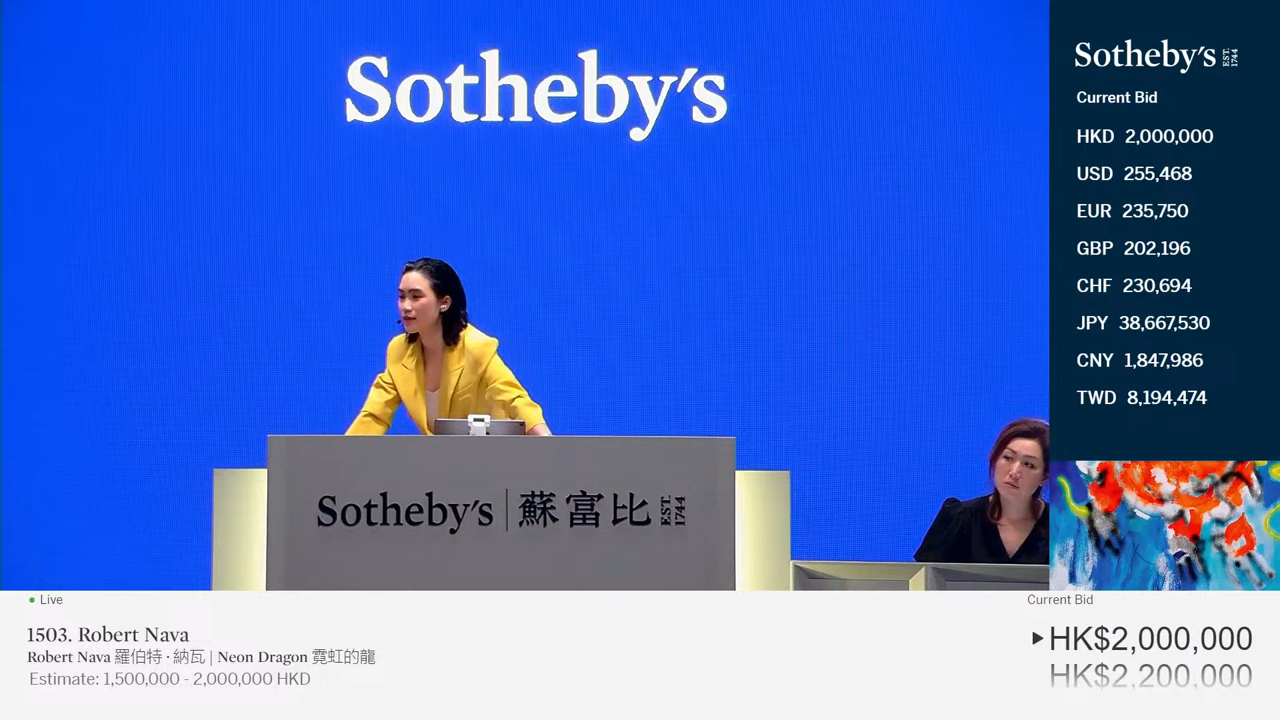 Sotheby's
Sotheby's | 蘇富比 EST. 1744
Sotheby's EST. 1744
Current Bid
HKD 2,000,000
USD 255,468
EUR 235,750
GBP 202,196
CHF 230,694
JPY 38,667,530
CNY 1,847,986
TWD 8,194,474
Live
1503. Robert Nava
Robert Nava 羅伯特·納瓦 | Neon Dragon 霓虹的龍
Estimate: 1,500,000 - 2,000,000 HKD
Current Bid
HK$2,000,000
HK$2,200,000